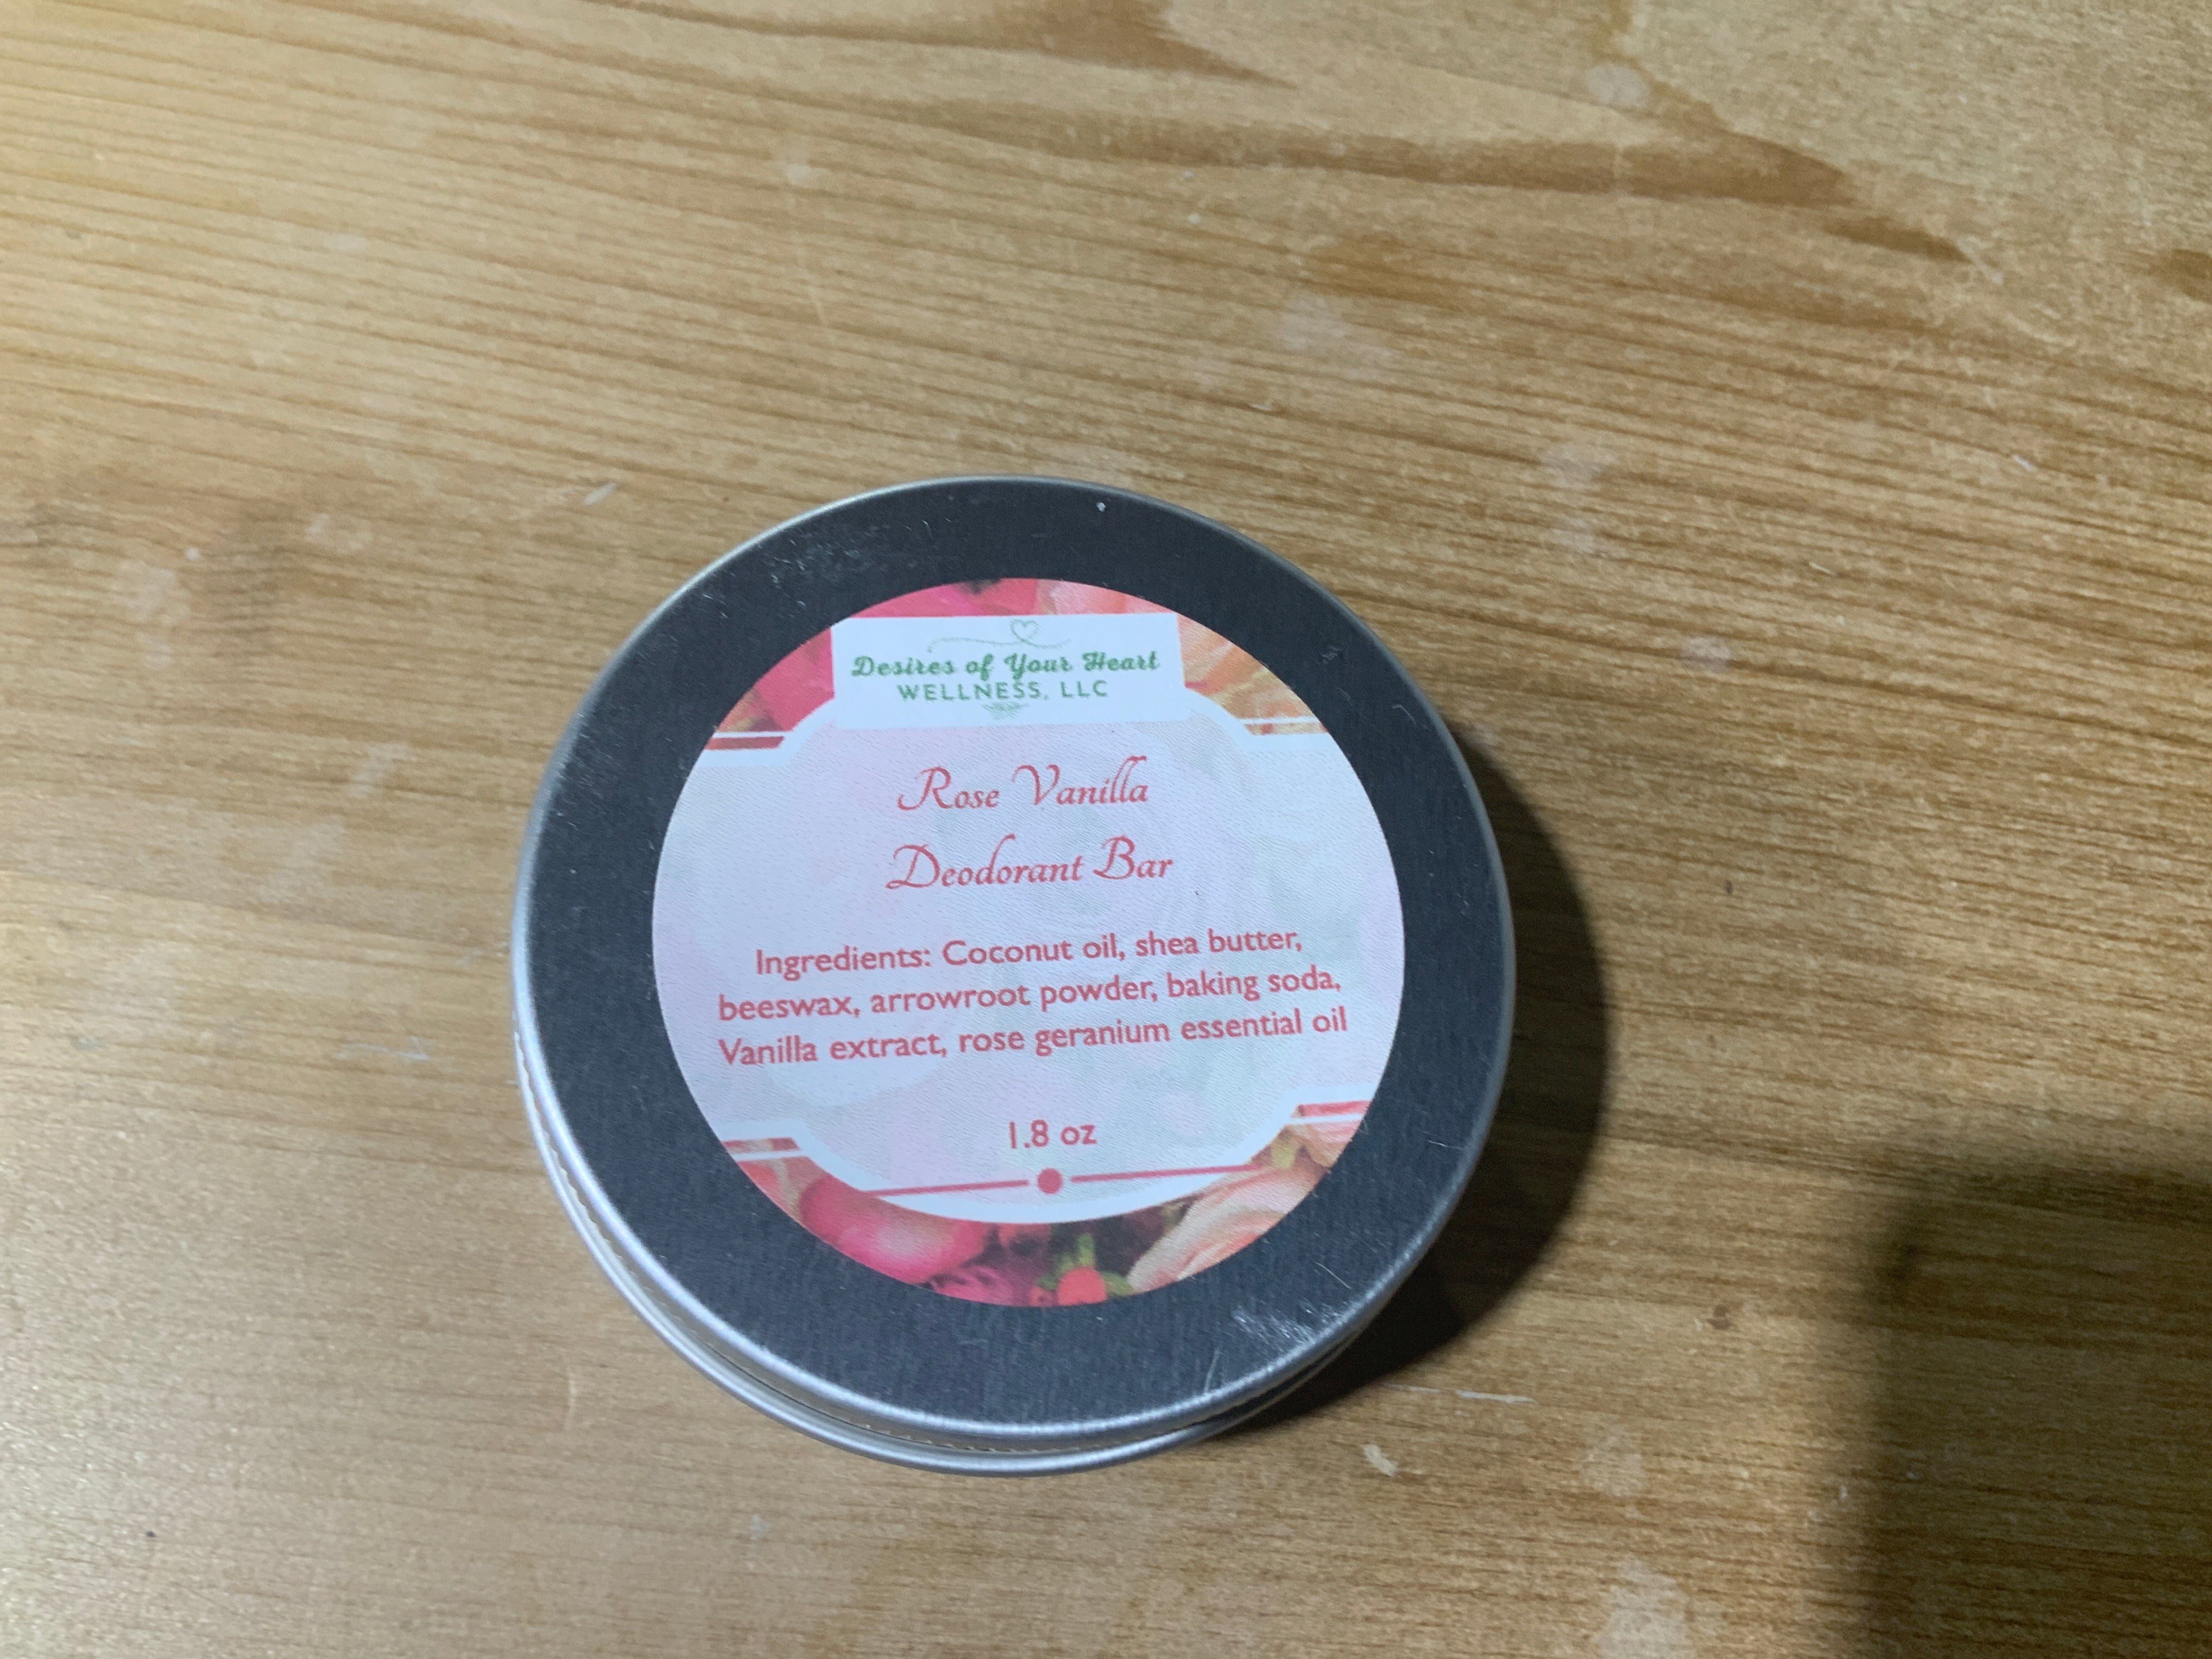 Desires of Your Heart
WELLNESS, LLC
Rose Vanilla
Deodorant Bar
Ingredients: Coconut oil, shea butter,
beeswax, arrowroot powder, baking soda,
Vanilla extract, rose geranium essential oil
1.8 oz